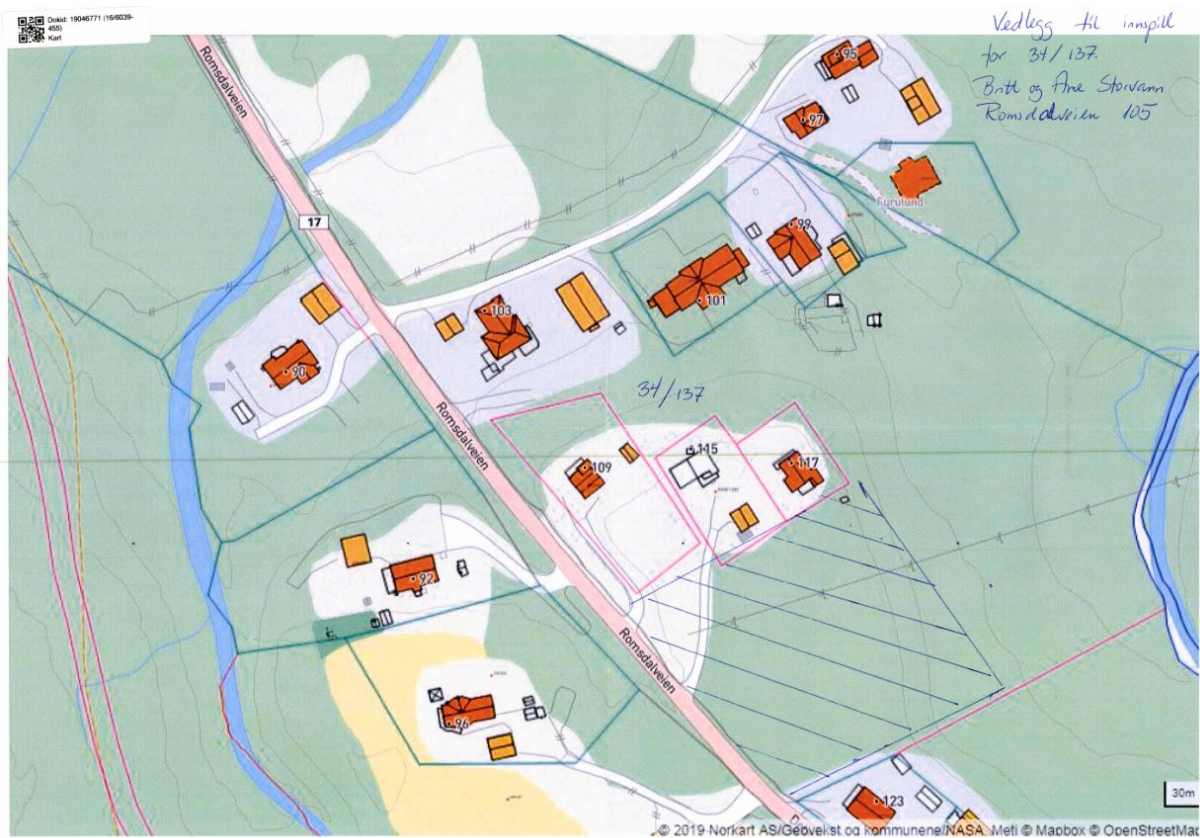 DokId: 19046771 (16/6039-
455)
Kart
Vedlegg til innspill
for 34/137.
Britt og Arne Storvann
Romsdalveien 105
Romsdalveien
95
97
Furulund
17
99
101
103
90
34/137
Romsdalveien
109
115
117
92
Romsdalveien
96
123
30m
© 2019 Norkart AS/Geovekst og kommunene/NASA, Meti © Mapbox © OpenStreetMap